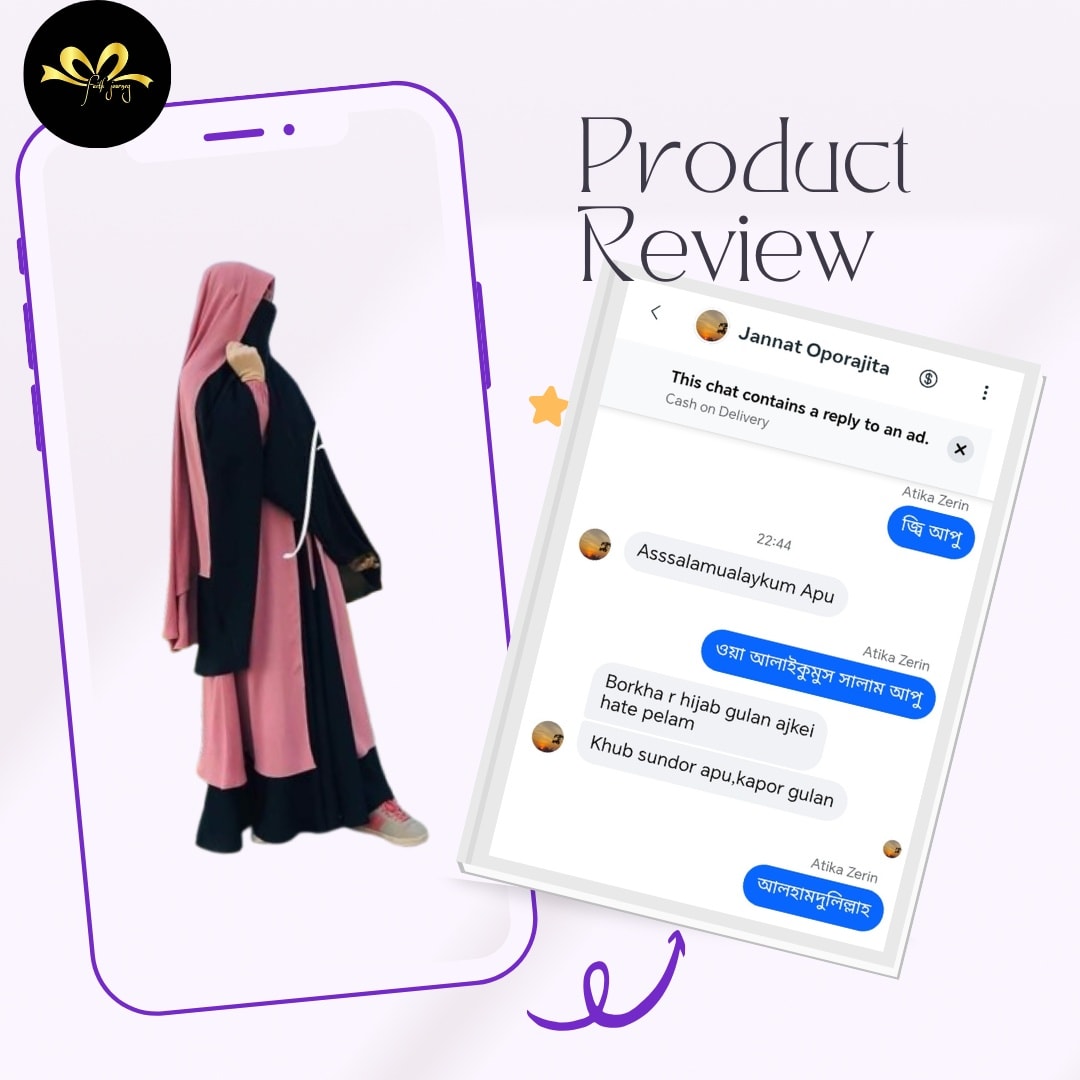 Faith journey
Product
Review
Jannat Oporajita
This chat contains a reply to an ad.
Cash on Delivery
Atika Zerin
জ্বি আপু
22:44
Asssalamualaykum Apu
Atika Zerin
ওয়া আলাইকুমুস সালাম আপু
Borkha r hijab gulan ajkei
hate pelam
Khub sundor apu,kapor gulan
Atika Zerin
আলহামদুলিল্লাহ